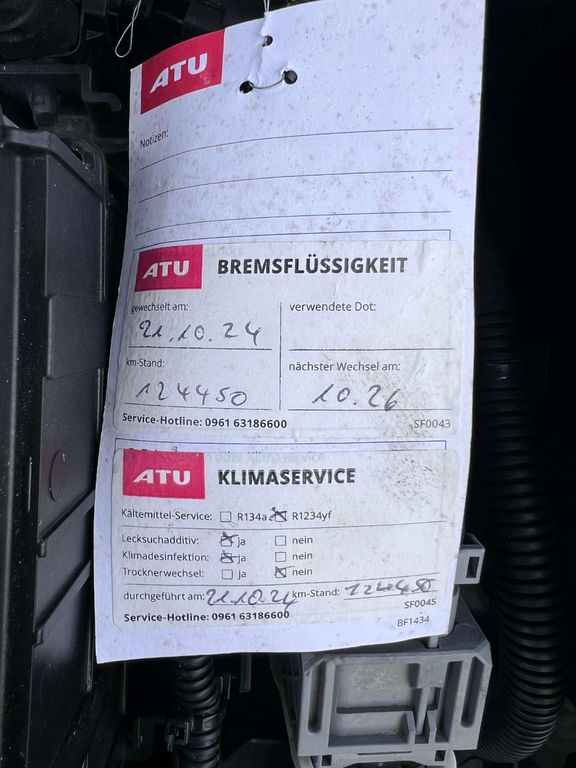 ATU
Notizen:
ATU BREMSFLÜSSIGKEIT
gewechselt am: verwendete Dot:
21.10.24
km-Stand: nächster Wechsel am:
124450 10.26
Service-Hotline: 0961 63186600 SF0043
ATU KLIMASERVICE
Kältemittel-Service: R134a R1234yf
Lecksuchadditiv: ja nein
Klimadesinfektion: ja nein
Trocknerwechsel: ja nein
durchgeführt am: 21.10.24 km-Stand: 124450
Service-Hotline: 0961 63186600 SF0045
BF1434